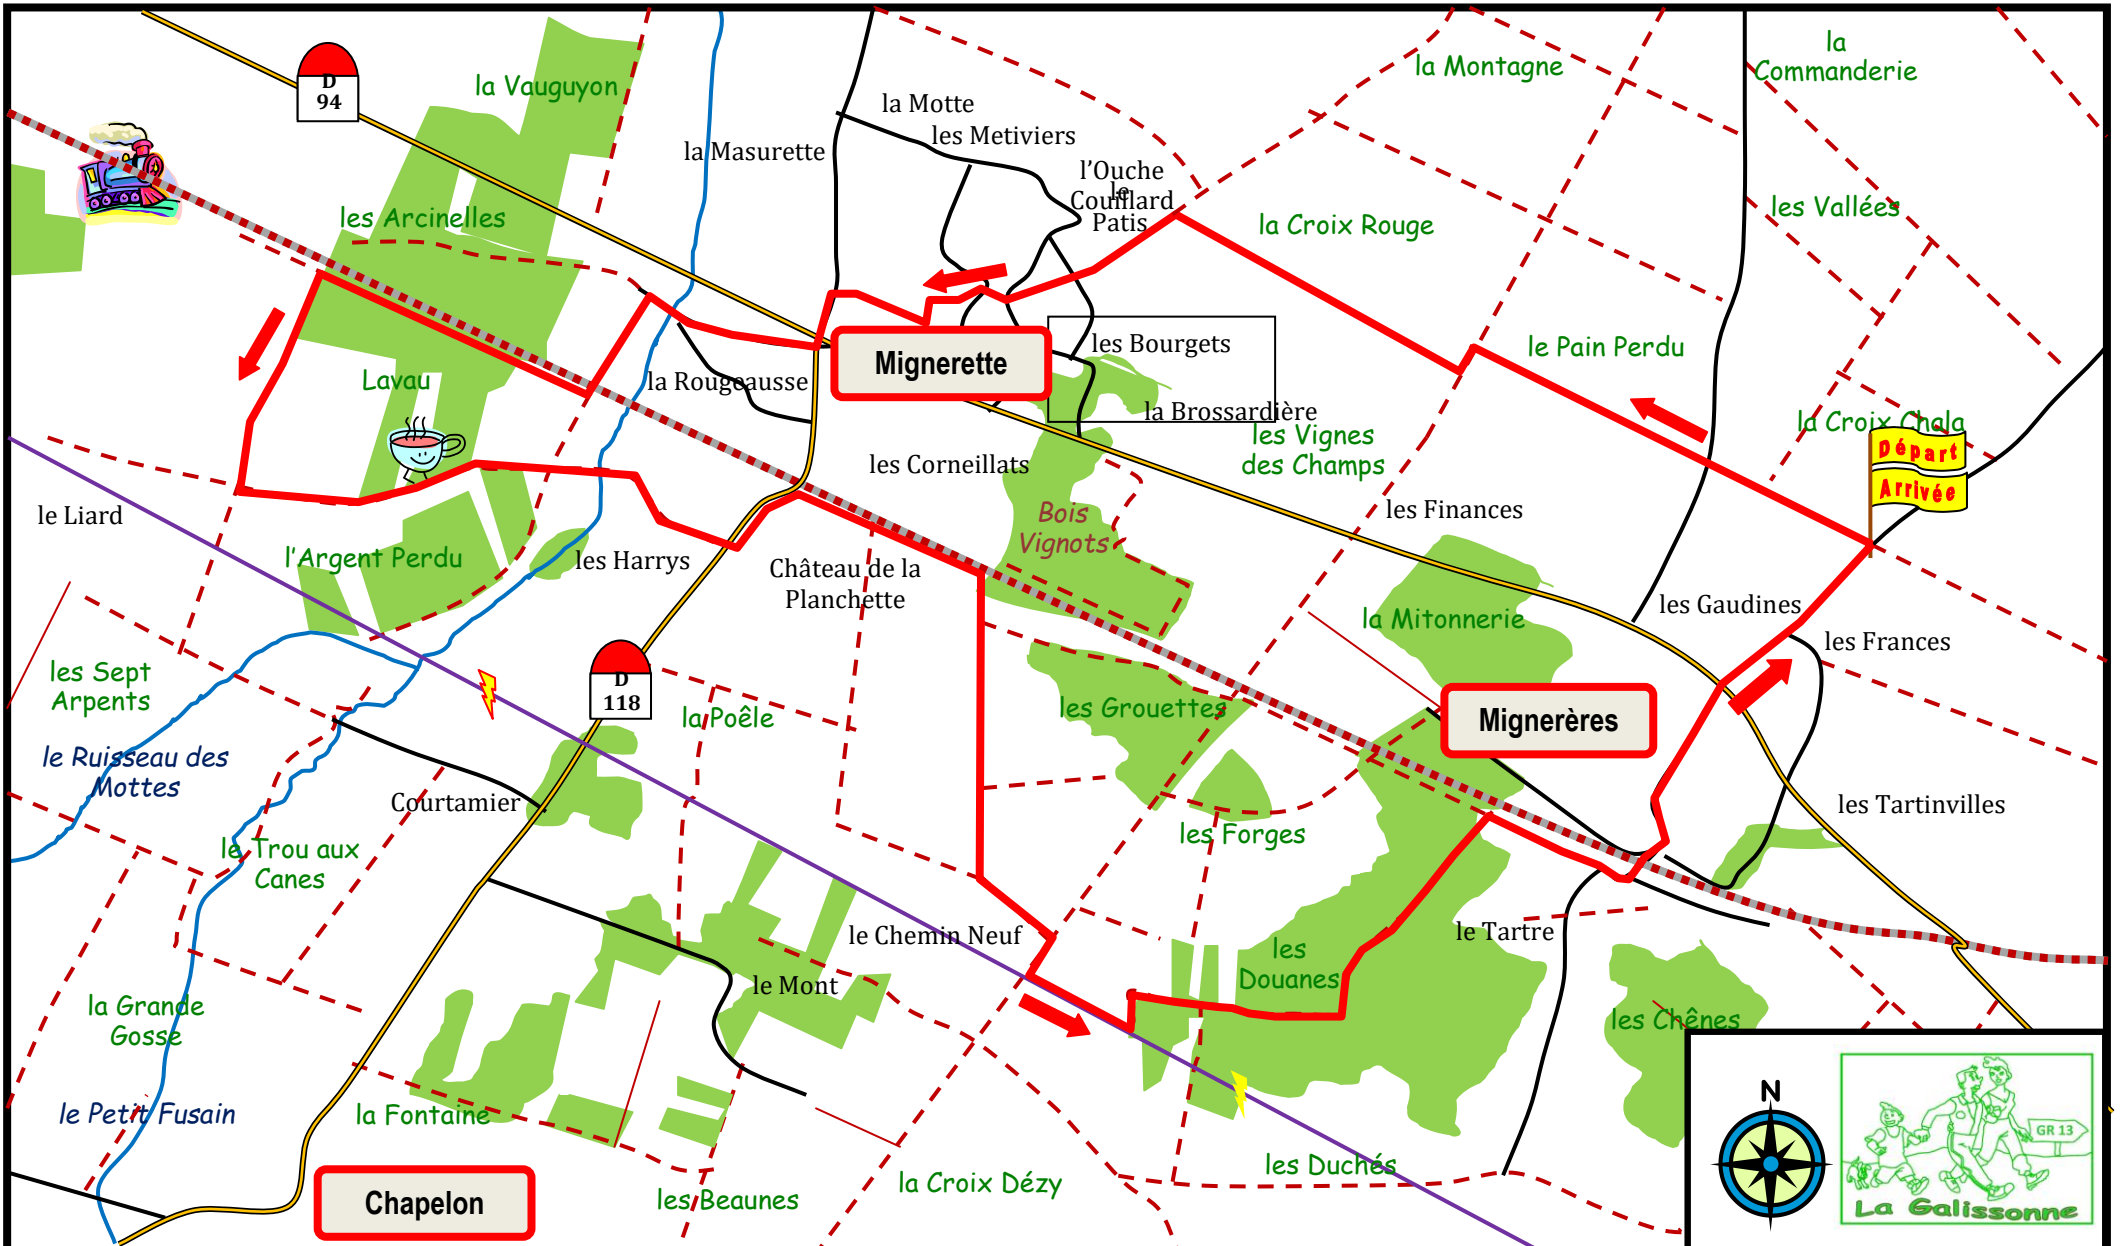 la
Commanderie
la Montagne
D
94
la Vauguyon
la Motte
les Metiviers
la Masurette
l'Ouche
Couillard
le
Patis
les Arcinelles
la Croix Rouge
les Vallées
Mignerette
les Bourgets
le Pain Perdu
Lavau
la Rougeausse
la Brossardière
les Vignes
des Champs
la Croix Chala
Départ
Arrivée
les Corneillats
le Liard
Bois
Vignots
les Finances
l'Argent Perdu
les Harrys
Château de la
Planchette
la Mitonnerie
les Gaudines
les Frances
les Sept
Arpents
D
118
la Poêle
les Grouettes
Mignerères
le Ruisseau des
Mottes
Courtamier
les Tartinvilles
les Forges
le Trou aux
Canes
le Chemin Neuf
le Tartre
les
Douanes
le Mont
la Grande
Gosse
les Chênes
le Petit Fusain
la Fontaine
N
GR 13
La Galissonne
les Duchés
la Croix Dézy
les Beaunes
Chapelon